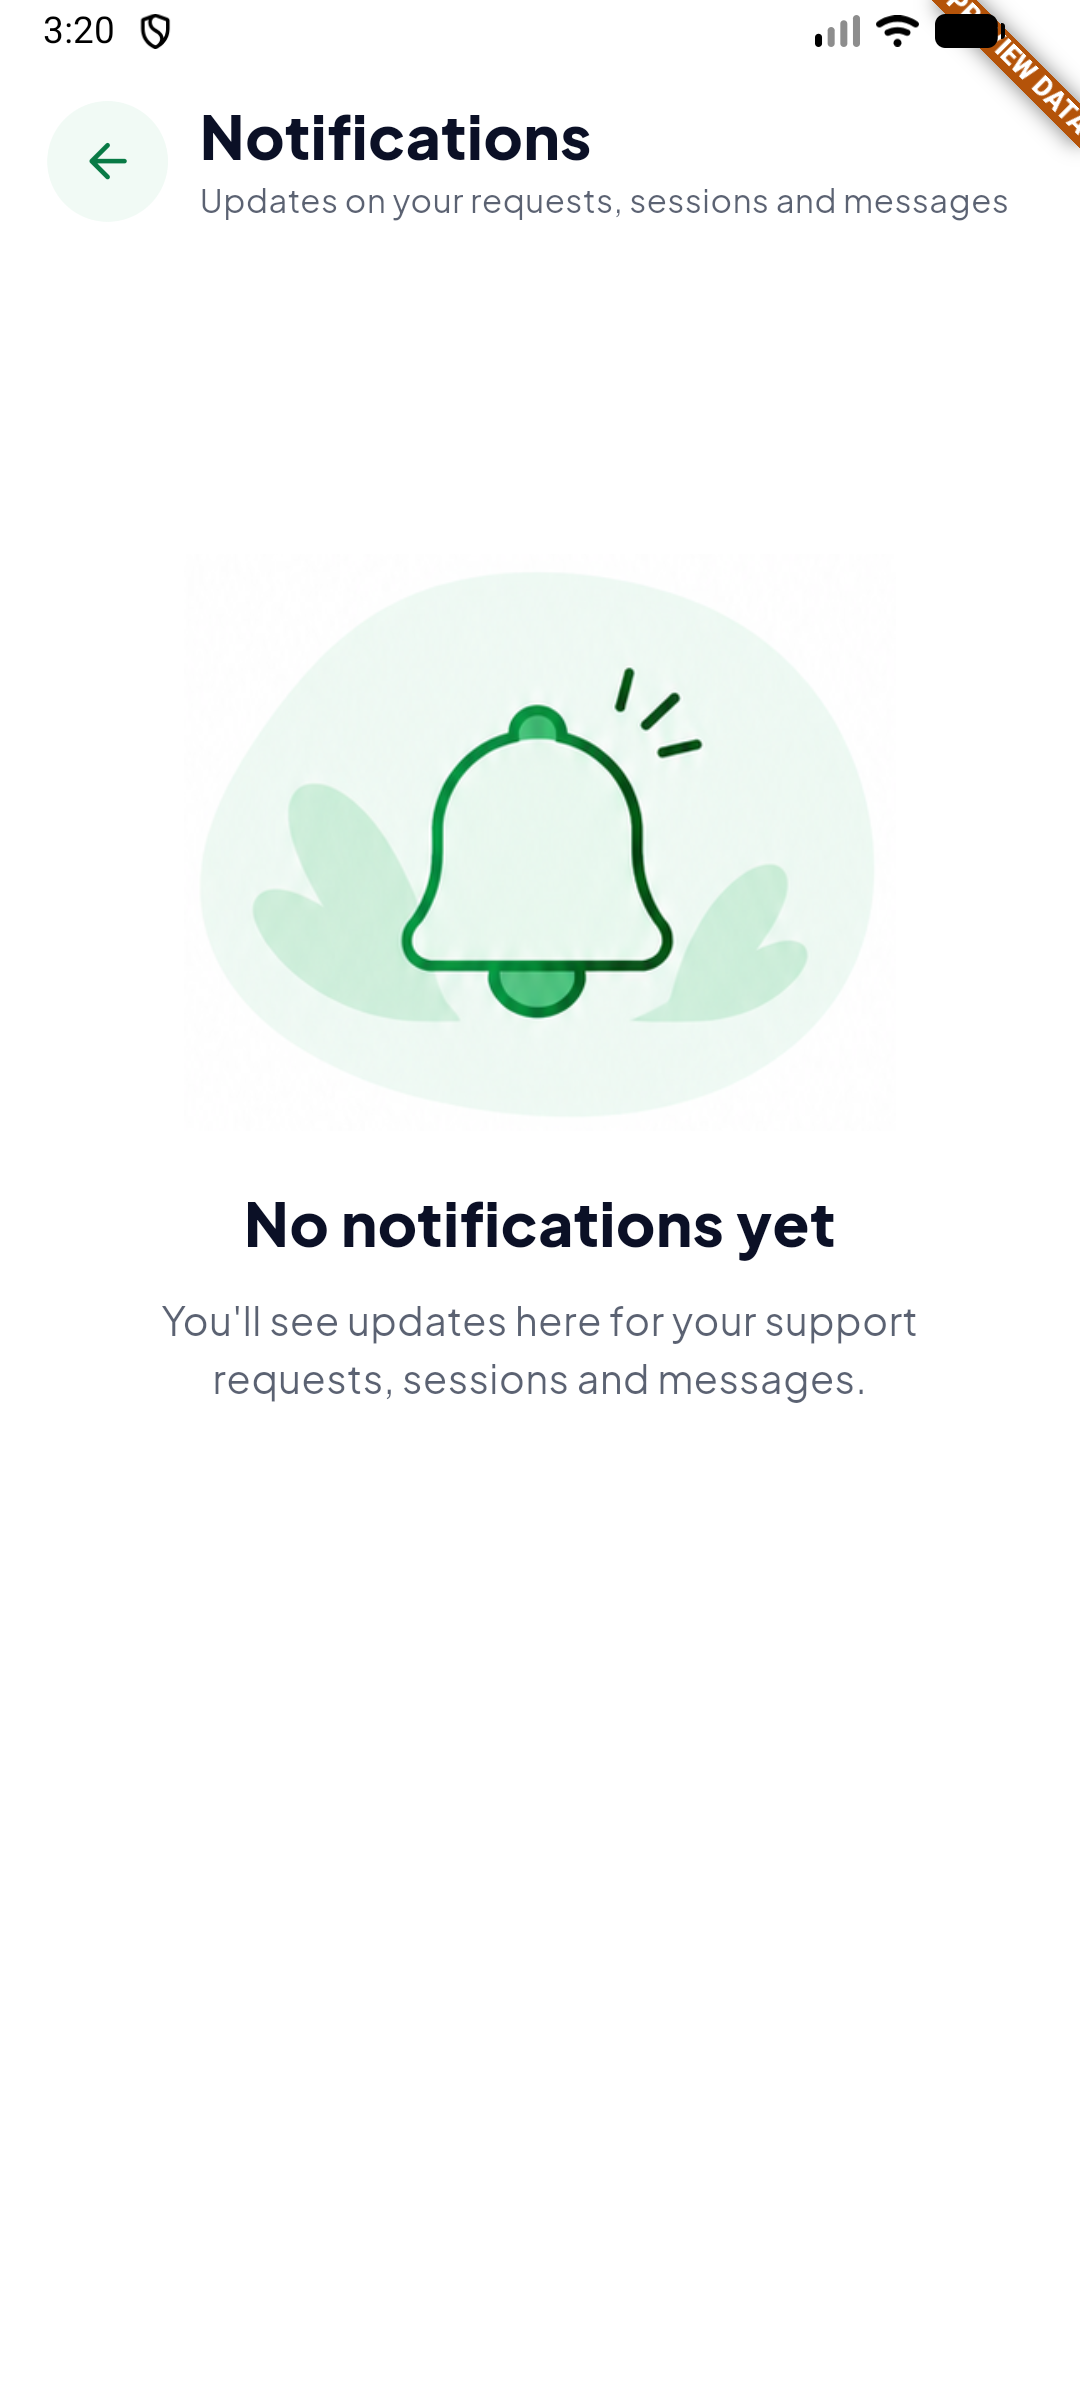 3:20
Notifications
Updates on your requests, sessions and messages
No notifications yet
You'll see updates here for your support
requests, sessions and messages.